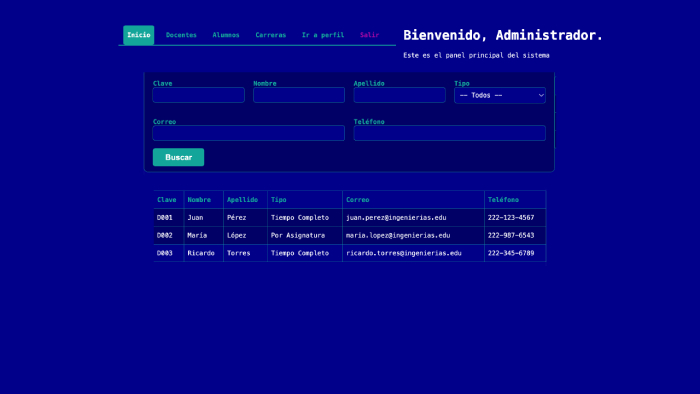 Inicio Docentes Alumnos Carreras Ir a perfil Salir
Bienvenido, Administrador.
Este es el panel principal del sistema
Clave Nombre Apellido Tipo
-- Todos --
Correo Teléfono
Buscar
Clave Nombre Apellido Tipo Correo Teléfono
D001 Juan Pérez Tiempo Completo juan.perez@ingenierias.edu 222-123-4567
D002 María López Por Asignatura maria.lopez@ingenierias.edu 222-987-6543
D003 Ricardo Torres Tiempo Completo ricardo.torres@ingenierias.edu 222-345-6789